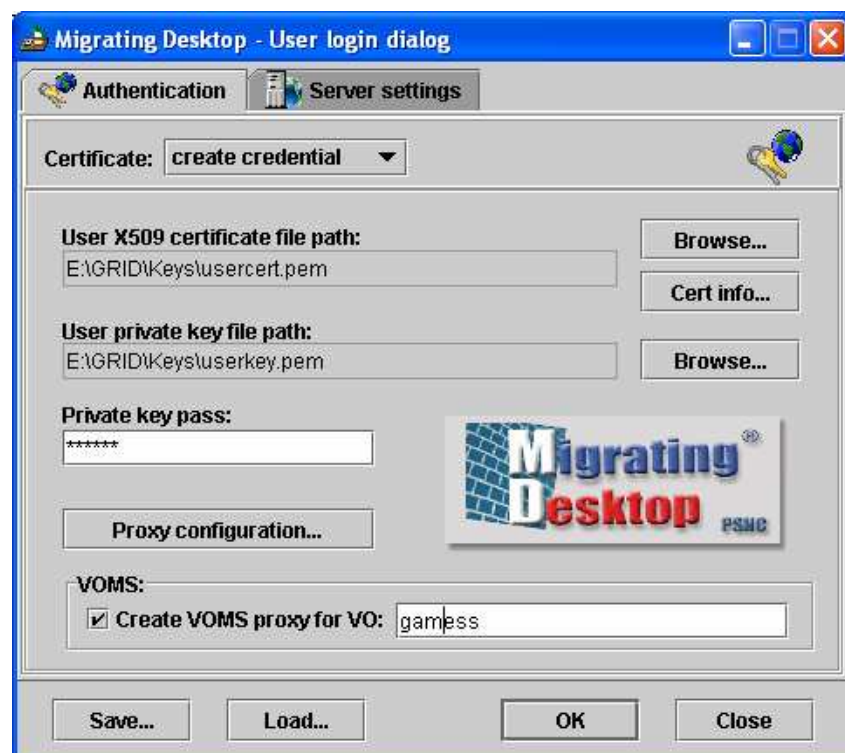 Migrating Desktop - User login dialog
Authentication
Server settings
Certificate: create credential
User X509 certificate file path:
E:\GRID\Keys\usercert.pem
Browse...
Cert info...
User private key file path:
E:\GRID\Keys\userkey.pem
Browse...
Private key pass:
******
Migrating®
Desktop PSNC
Proxy configuration...
VOMS:
Create VOMS proxy for VO: gamess
Save... Load... OK Close